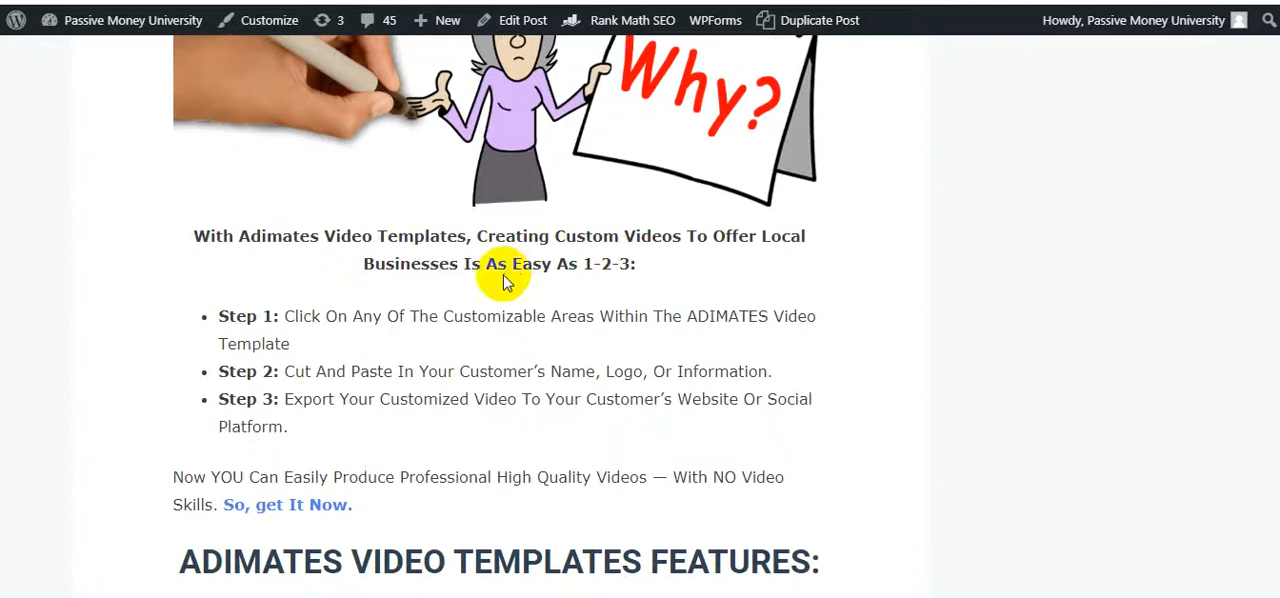 Passive Money University Customize 3 45 New Edit Post Rank Math SEO WPForms Duplicate Post Howdy, Passive Money University
Why?
With Adimates Video Templates, Creating Custom Videos To Offer Local
Businesses Is As Easy As 1-2-3:
• Step 1: Click On Any Of The Customizable Areas Within The ADIMATES Video
Template
• Step 2: Cut And Paste In Your Customer’s Name, Logo, Or Information.
• Step 3: Export Your Customized Video To Your Customer’s Website Or Social
Platform.
Now YOU Can Easily Produce Professional High Quality Videos — With NO Video
Skills. So, get It Now.
ADIMATES VIDEO TEMPLATES FEATURES: